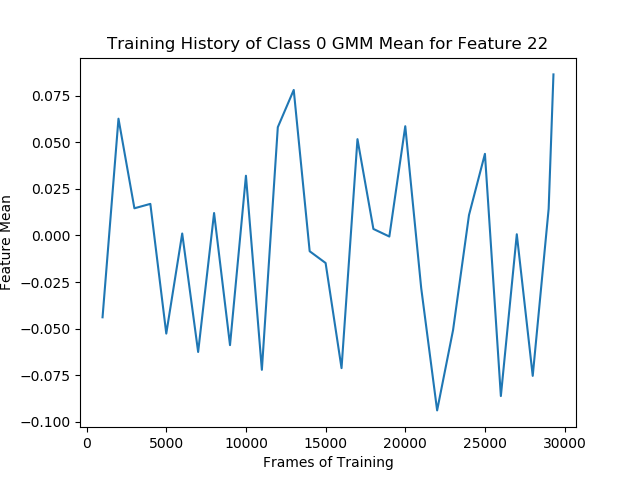 Training History of Class 0 GMM Mean for Feature 22
0.075
0.050
0.025
0.000
−0.025
−0.050
−0.075
−0.100
Feature Mean
0 5000 10000 15000 20000 25000 30000
Frames of Training